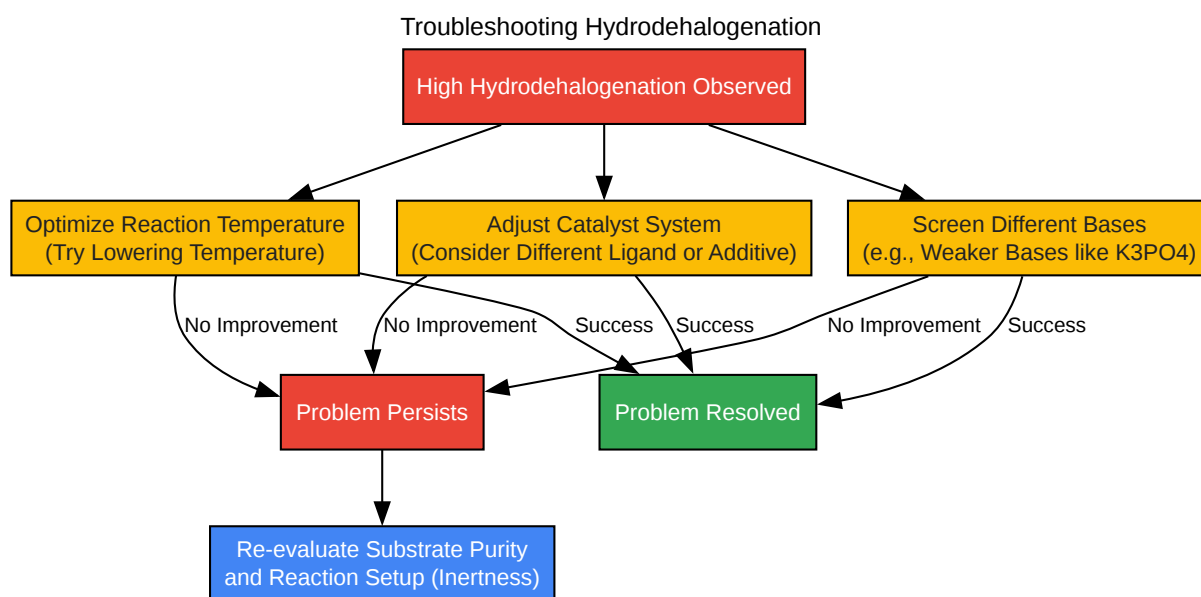 Troubleshooting Hydrodehalogenation
High Hydrodehalogenation Observed
Optimize Reaction Temperature
(Try Lowering Temperature)
Adjust Catalyst System
(Consider Different Ligand or Additive)
Screen Different Bases
(e.g., Weaker Bases like K3PO4)
No Improvement
No Improvement
Success
Success
No Improvement
Success
Problem Persists
Problem Resolved
Re-evaluate Substrate Purity
and Reaction Setup (Inertness)